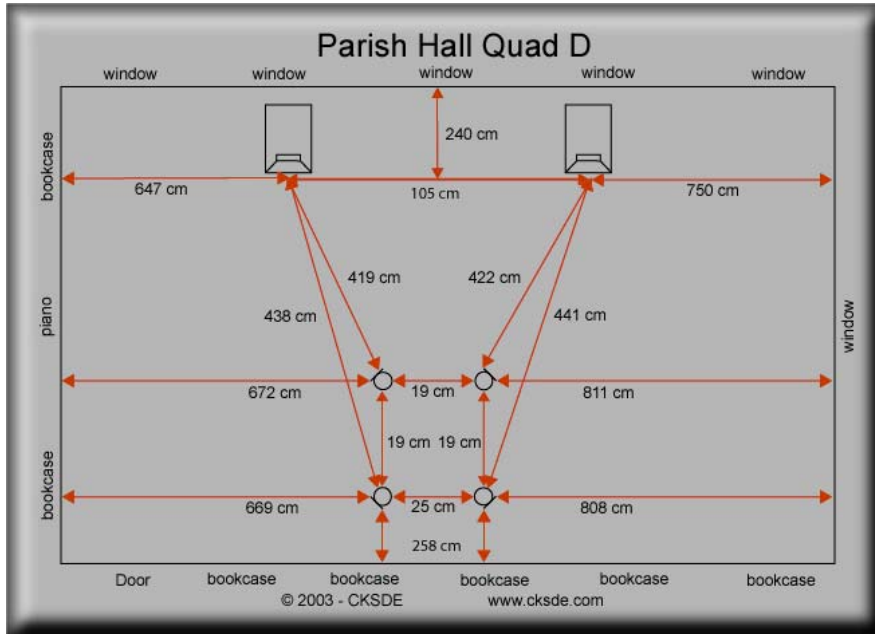 Parish Hall Quad D
window window window window window
240 cm
bookcase
647 cm 105 cm 750 cm
419 cm 422 cm
438 cm 441 cm
piano
window
672 cm 19 cm 811 cm
19 cm 19 cm
bookcase
669 cm 25 cm 808 cm
258 cm
Door bookcase bookcase bookcase bookcase bookcase
© 2003 - CKSDE www.cksde.com